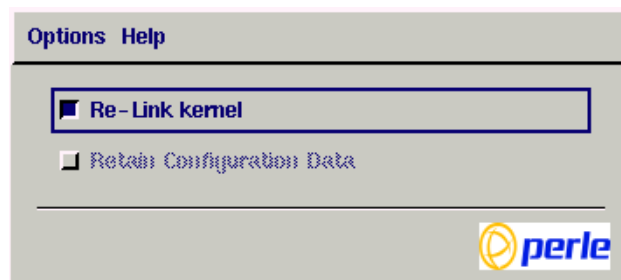 Options Help
Re-Link kernel
Retain Configuration Data
perle